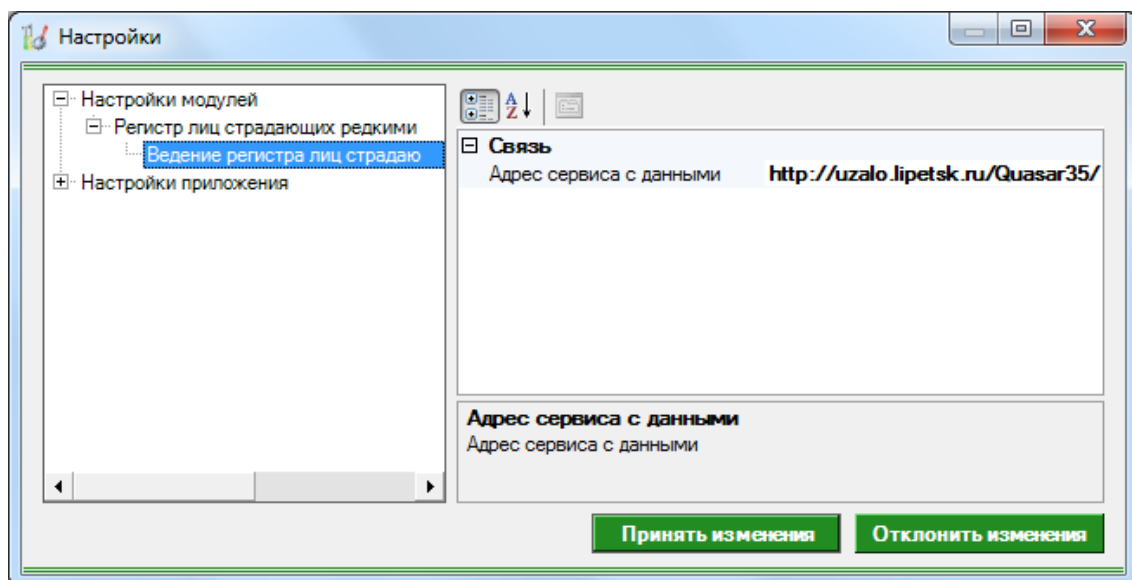 Настройки
Настройки модулей
Регистр лиц страдающих редкими
Ведение регистра лиц страдаю
Настройки приложения
Связь
Адрес сервиса с данными http://uzalo.lipetsk.ru/Quasar35/
Адрес сервиса с данными
Адрес сервиса с данными
Принять изменения Отклонить изменения